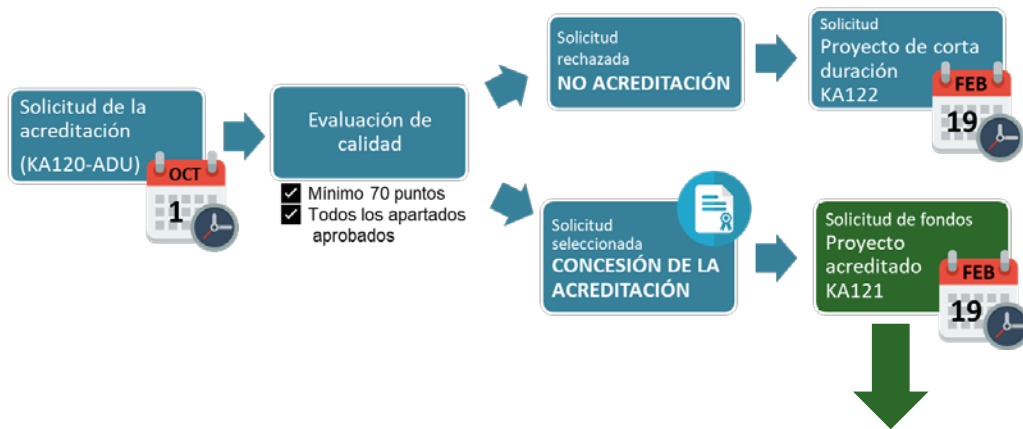 Solicitud de la
acreditación
(KA120-ADU)
OCT
1
Evaluación de
calidad
Mínimo 70 puntos
Todos los apartados
aprobados
Solicitud
rechazada
NO ACREDITACIÓN
Solicitud
Proyecto de corta
duración
KA122
FEB
19
Solicitud
seleccionada
CONCESIÓN DE LA
ACREDITACIÓN
Solicitud de fondos
Proyecto
acreditado
KA121
FEB
19